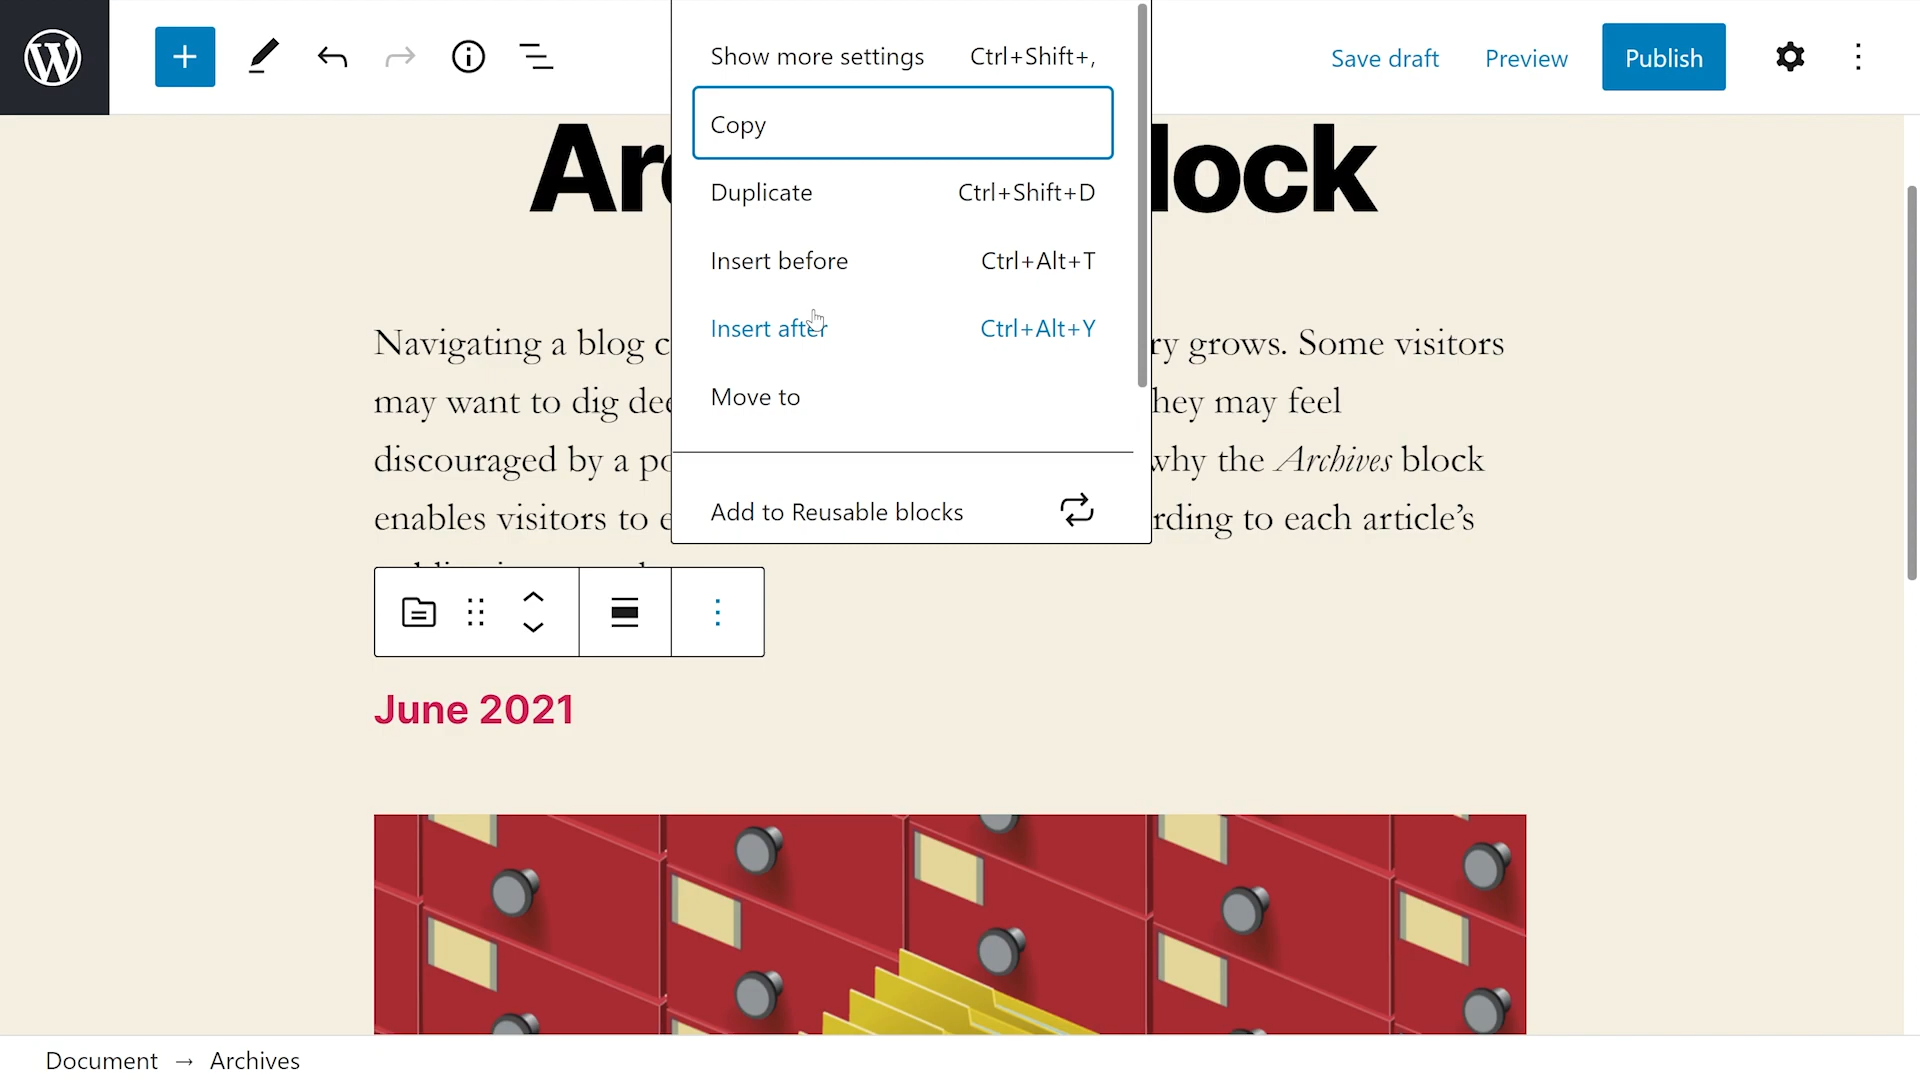 Save draft Preview Publish
Show more settings Ctrl+Shift+,
Copy
Duplicate Ctrl+Shift+D
Insert before Ctrl+Alt+T
Insert after Ctrl+Alt+Y
Move to
Add to Reusable blocks
lock
Navigating a blog
ry grows. Some visitors
may want to dig
hey may feel
discouraged by a
why the Archives block
enables visitors to
rding to each article’s
June 2021
Document → Archives